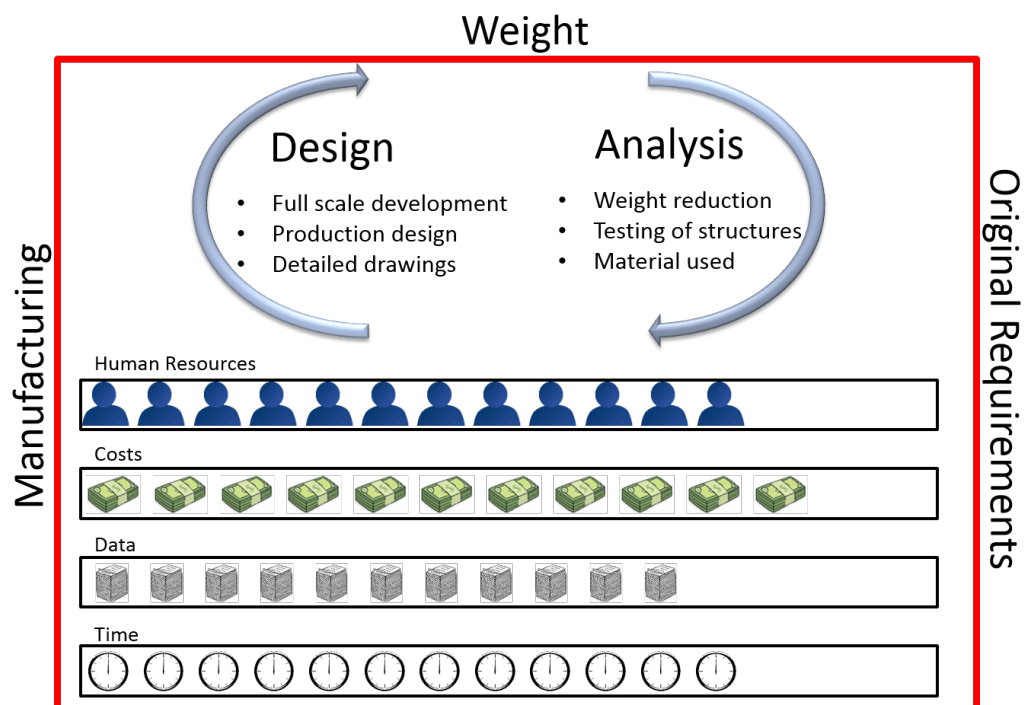 Weight
Manufacturing
Original Requirements
Design
• Full scale development
• Production design
• Detailed drawings
Analysis
• Weight reduction
• Testing of structures
• Material used
Human Resources
Costs
Data
Time